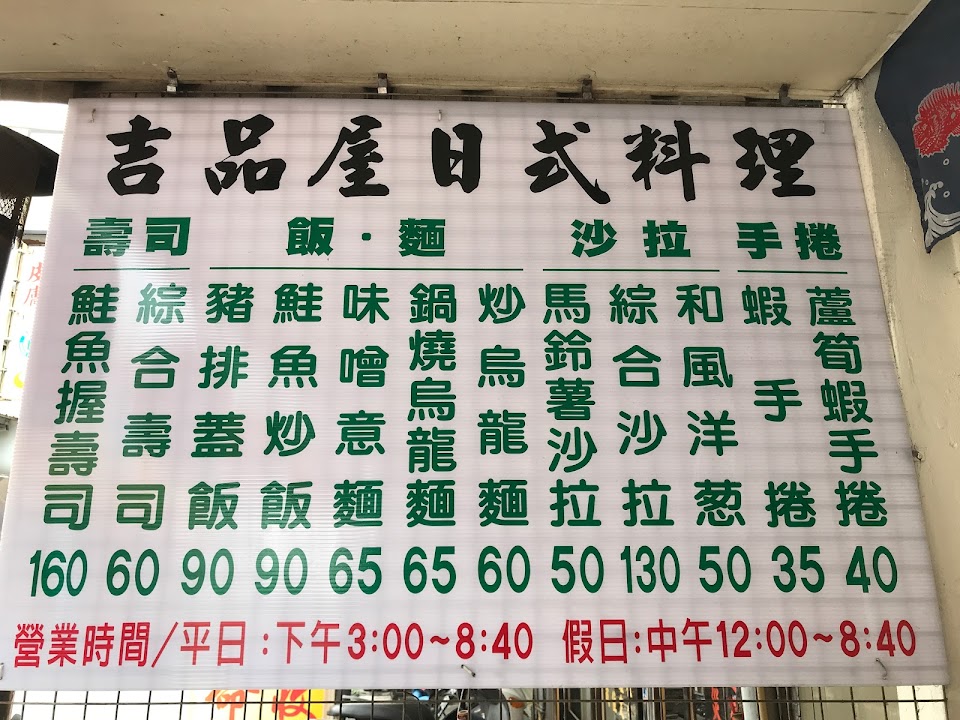 吉品屋日式料理
壽司
鮭魚握壽司 160
綜合壽司 60
飯·麵
豬排蓋飯 90
鮭魚炒飯 90
味噌意麵 65
鍋燒烏龍麵 65
炒烏龍麵 60
沙拉
馬鈴薯沙拉 50
綜合沙拉 130
和風洋葱 50
手捲
蝦手捲 35
蘆筍蝦手捲 40
營業時間/平日:下午3:00~8:40 假日:中午12:00~8:40